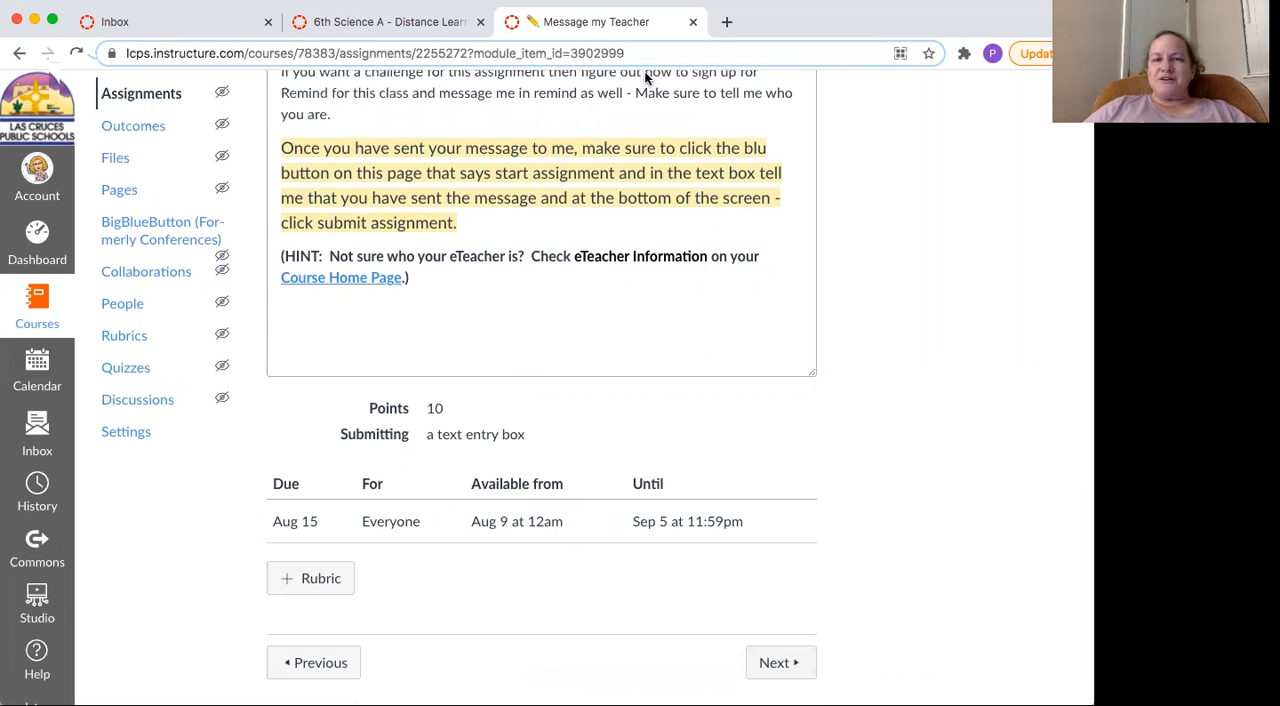 Inbox
6th Science A - Distance Lear
✏️ Message my Teacher
lcps.instructure.com/courses/78383/assignments/2255272?module_item_id=3902999
P
Updat
LAS CRUCES
PUBLIC SCHOOLS
Account
Dashboard
Courses
Calendar
Inbox
History
Commons
Studio
Help
Assignments
Outcomes
Files
Pages
BigBlueButton (For-
merly Conferences)
Collaborations
People
Rubrics
Quizzes
Discussions
Settings
If you want a challenge for this assignment then figure out how to sign up for
Remind for this class and message me in remind as well - Make sure to tell me who
you are.
Once you have sent your message to me, make sure to click the blu
button on this page that says start assignment and in the text box tell
me that you have sent the message and at the bottom of the screen -
click submit assignment.
(HINT:  Not sure who your eTeacher is?  Check eTeacher Information on your
Course Home Page.)
Points 10
Submitting a text entry box
Due For Available from Until
Aug 15 Everyone Aug 9 at 12am Sep 5 at 11:59pm
+ Rubric
Previous
Next